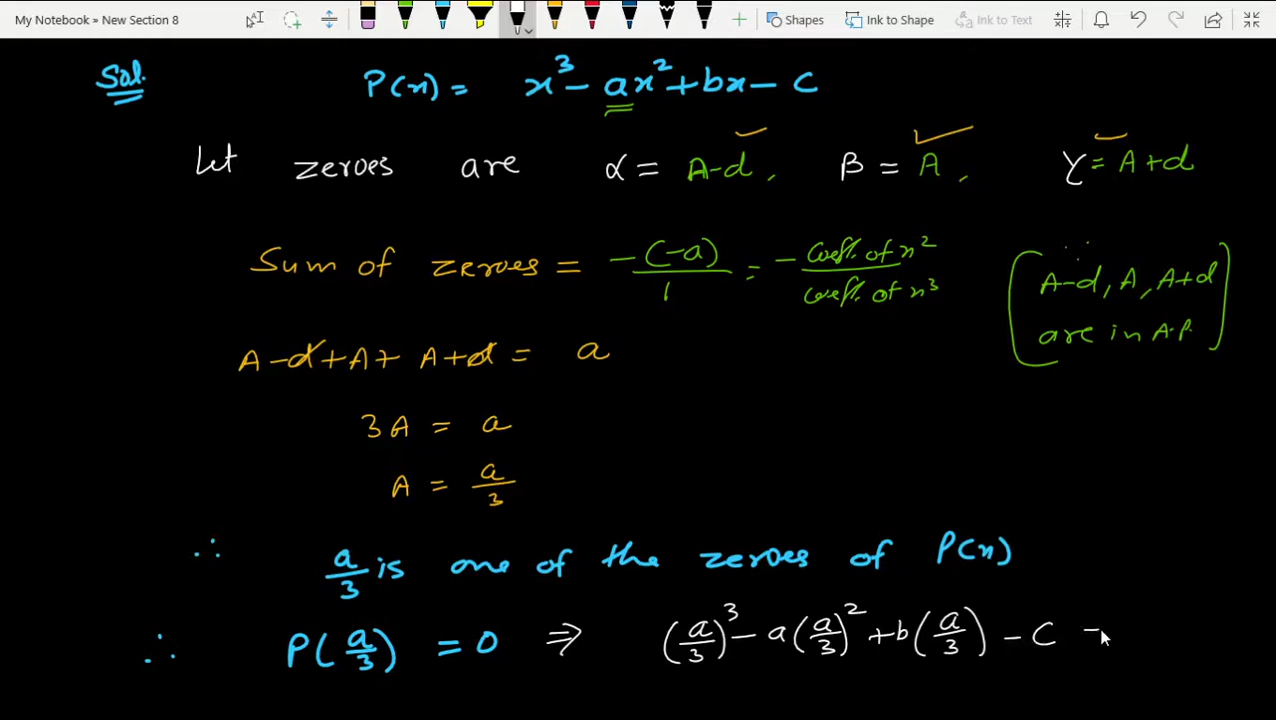 My Notebook » New Section 8
Shapes
Ink to Shape
Ink to Text
Sol.
P(x) = x³ - ax² + bx - c
Let zeroes are α = A-d, β = A, γ = A+d
Sum of zeroes = -(-a)/1 = - coeff. of x²/coeff. of x³
∵ A-d, A, A+d
are in A.P.
A-d+A+A+d = a
3A = a
A = a/3
∴ a/3 is one of the zeroes of P(x)
∴ P(a/3) = 0 ⇒ (a/3)³ - a(a/3)² + b(a/3) - c -